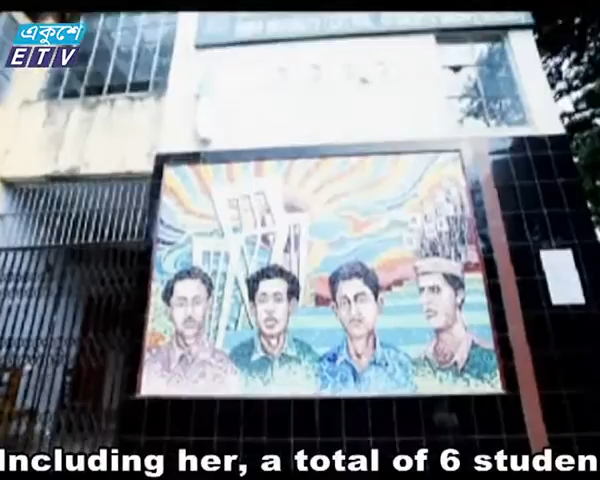 একুশে
ETV
Including her, a total of 6 studen